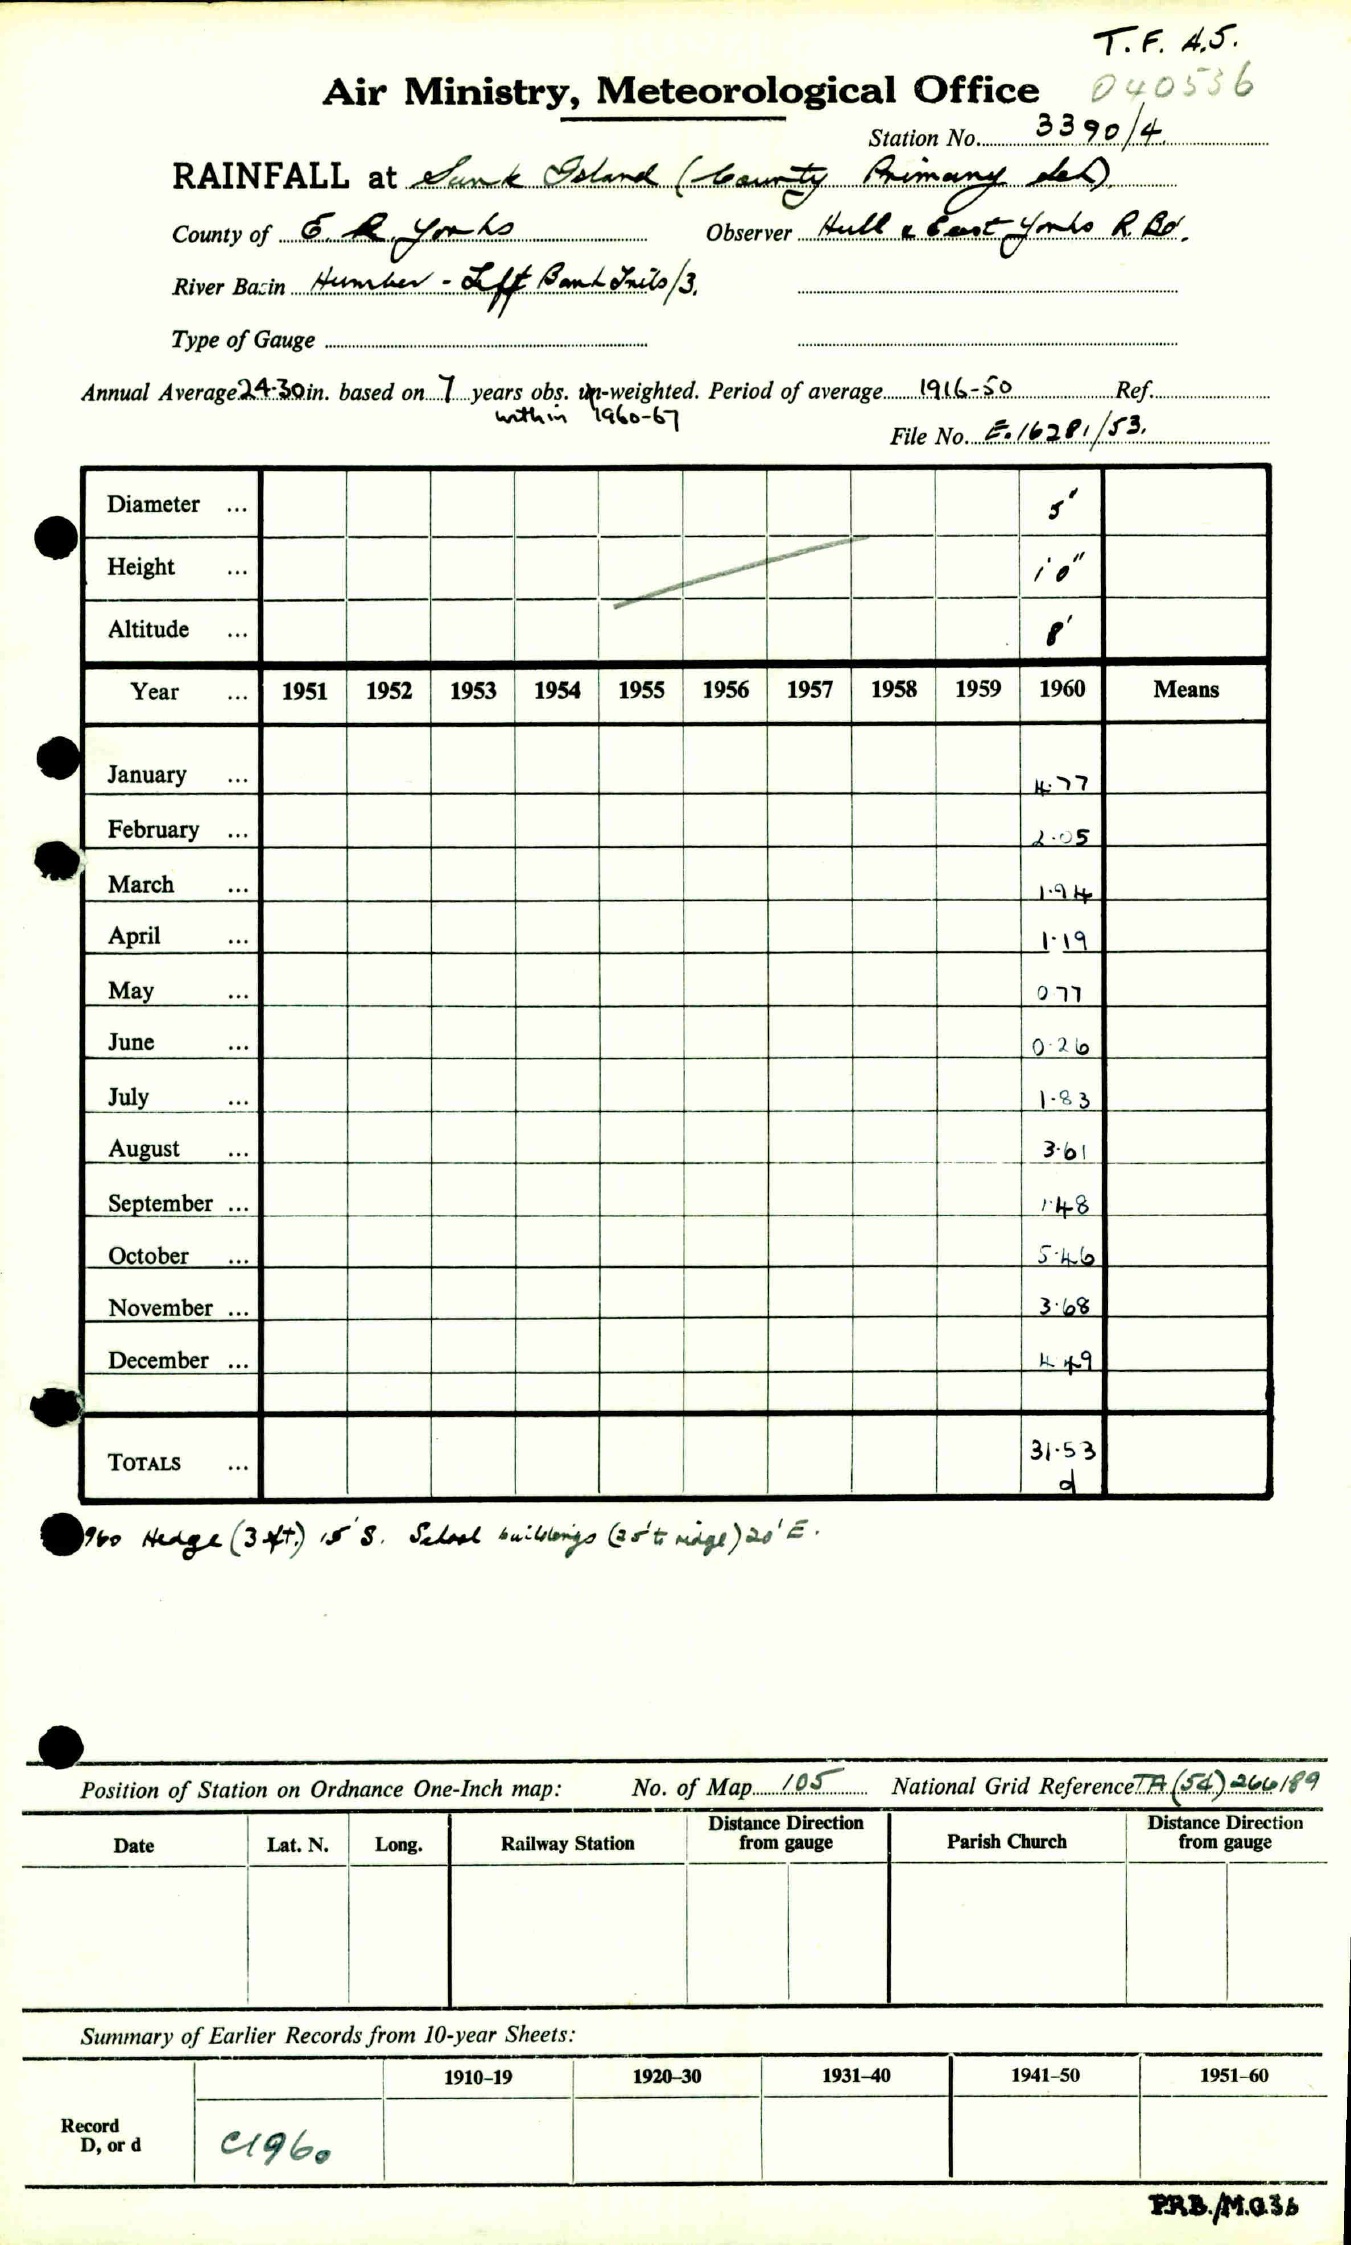 T. F. A.5.
Air Ministry, Meteorological Office 040536
Station No. 3390/4
RAINFALL at Sunk Island (County Primary Sch)
County of E. R. Yorks Observer Hull & East Yorks R. Bd.
River Basin Humber - Left Bank Tribs/3.
Type of Gauge
Annual Average 24.30 in. based on 7 years obs. un-weighted. Period of average 1916-50 Ref.
within 1960-67
File No. E.16281/53.
Diameter ... 5"
Height ... 1'0"
Altitude ... 8'
Year ... 1951 1952 1953 1954 1955 1956 1957 1958 1959 1960 Means
January ... 4.77
February ... 2.05
March ... 1.94
April ... 1.19
May ... 0.77
June ... 0.26
July ... 1.83
August ... 3.61
September ... 1.48
October ... 5.46
November ... 3.68
December ... 4.49
TOTALS ... 31.53
d
960 Hedge (3 ft.) 15' S. School buildings (25' to ridge) 20' E.
Position of Station on Ordnance One-Inch map: No. of Map 105 National Grid Reference TA (54) 266189
Date Lat. N. Long. Railway Station Distance Direction from gauge Parish Church Distance Direction from gauge
Summary of Earlier Records from 10-year Sheets:
1910–19 1920–30 1931–40 1941–50 1951–60
Record
D, or d C1960
P.R.B./M.O.36